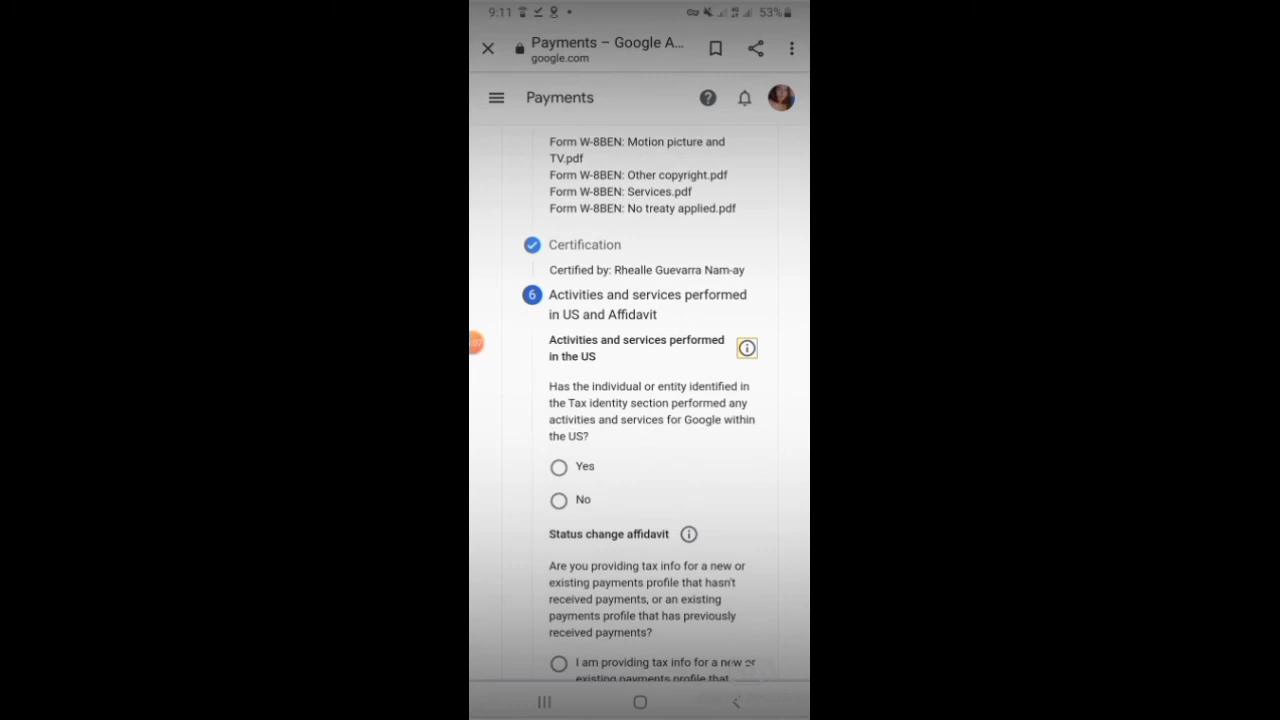 9:11
53%
Payments – Google A...
google.com
Payments
Form W-8BEN: Motion picture and
TV.pdf
Form W-8BEN: Other copyright.pdf
Form W-8BEN: Services.pdf
Form W-8BEN: No treaty applied.pdf
Certification
Certified by: Rhealle Guevarra Nam-ay
6 Activities and services performed
in US and Affidavit
Activities and services performed
in the US
Has the individual or entity identified in
the Tax identity section performed any
activities and services for Google within
the US?
:07
Yes
No
Status change affidavit
Are you providing tax info for a new or
existing payments profile that hasn't
received payments, or an existing
payments profile that has previously
received payments?
I am providing tax info for a new or
existing payments profile that